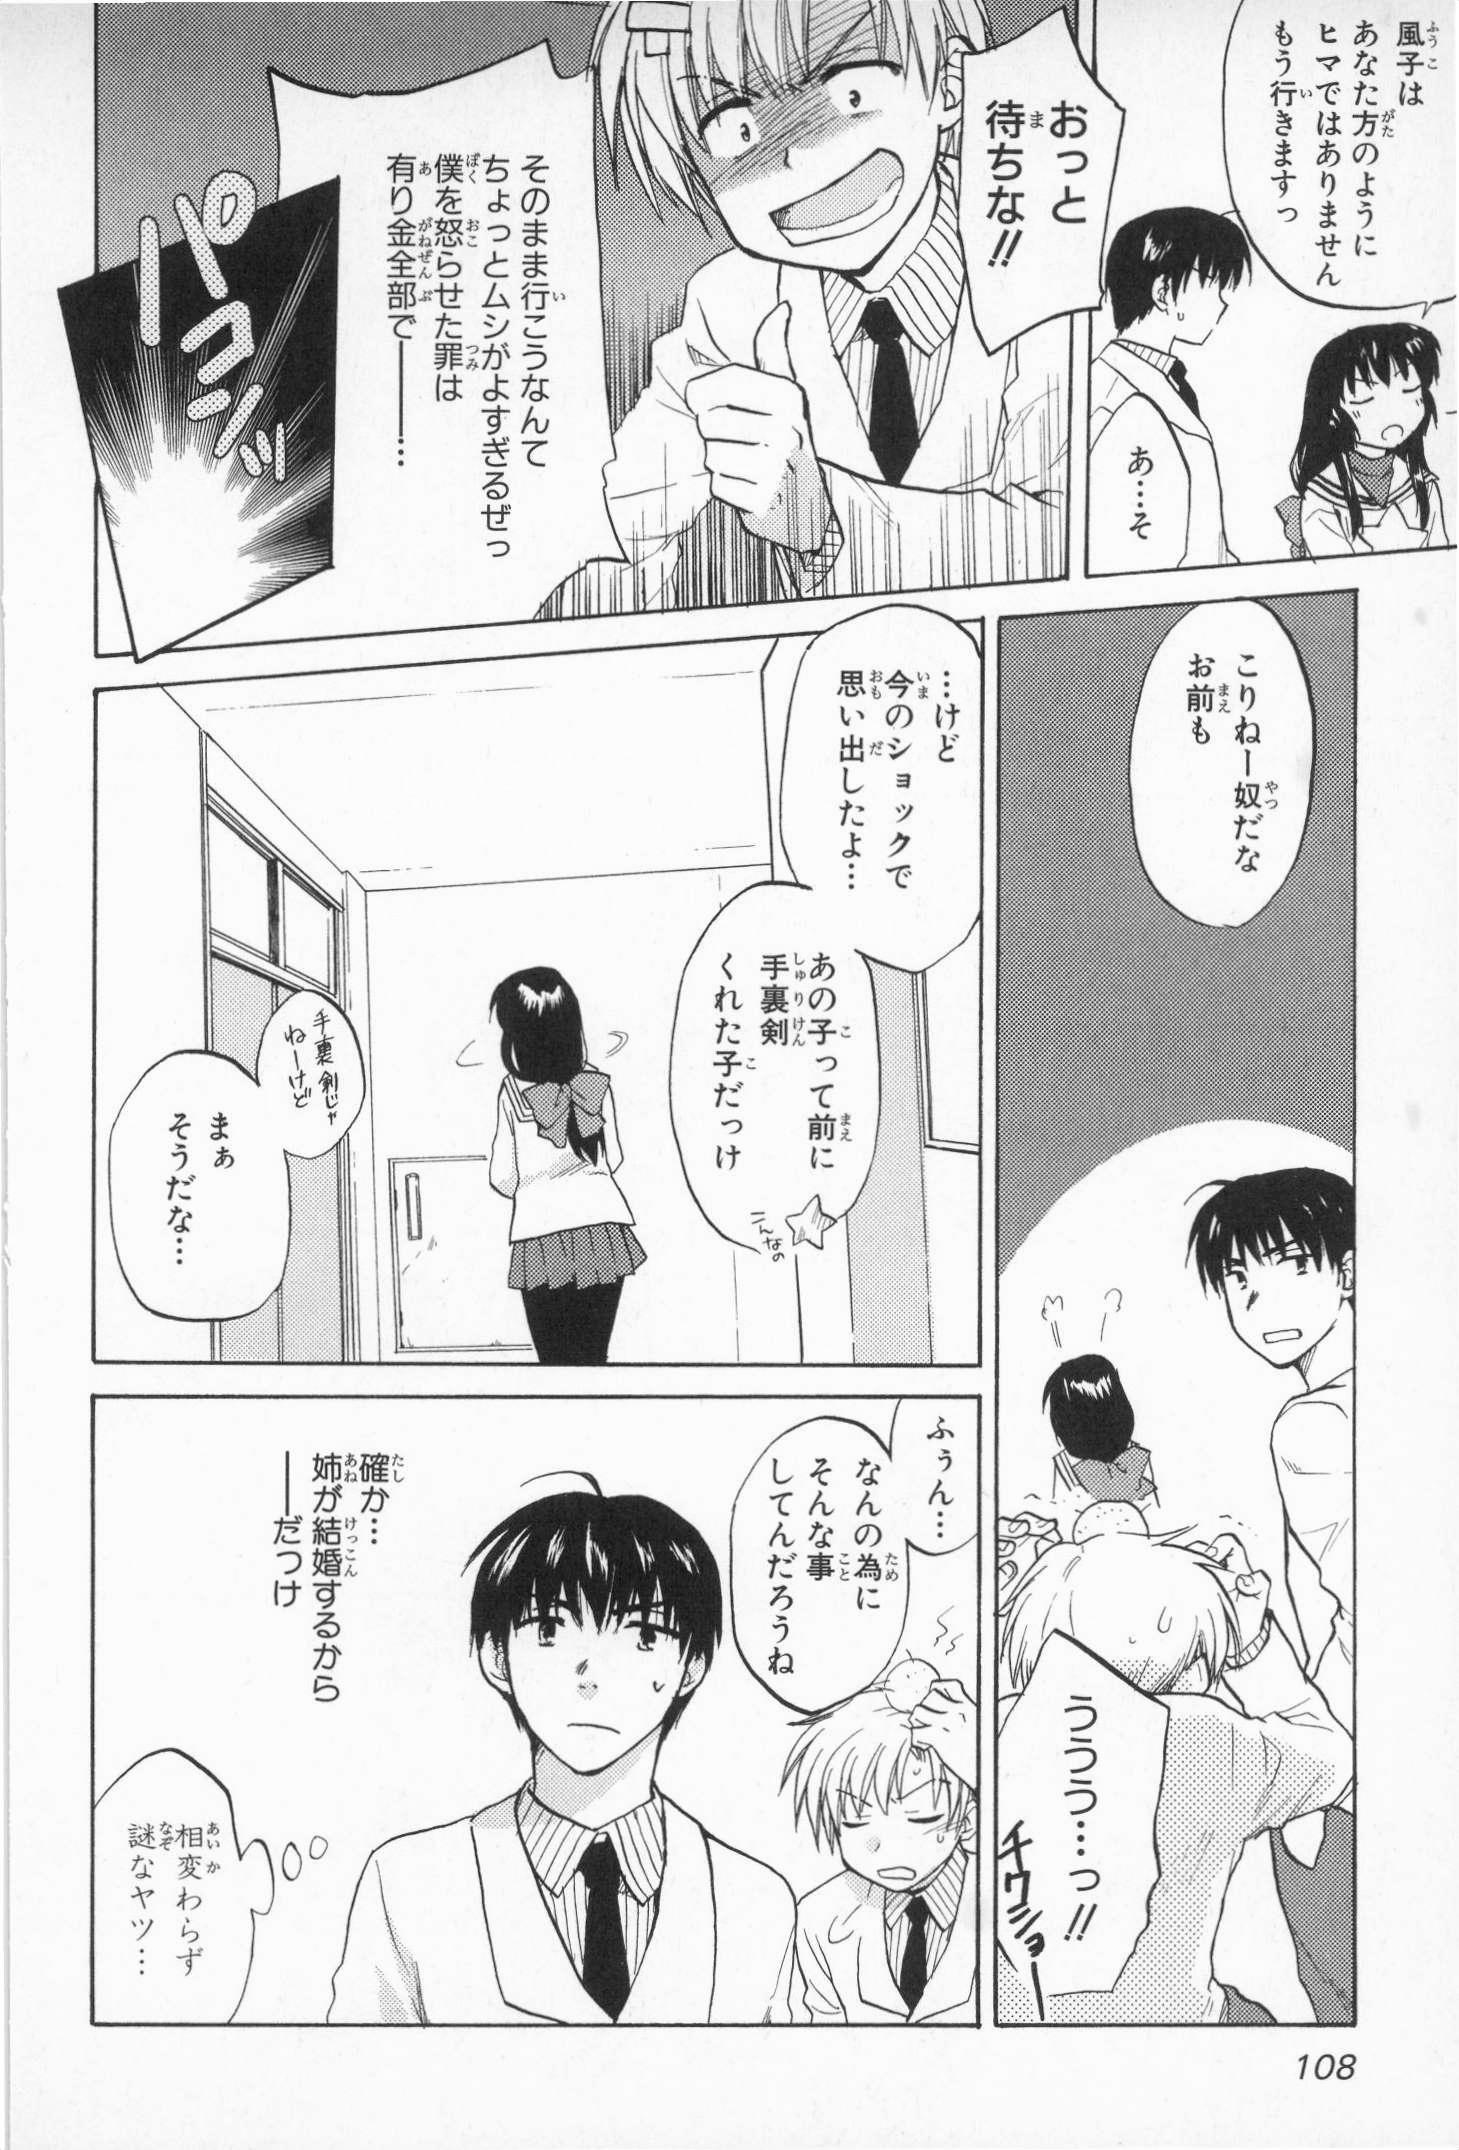 風子は
あなた方のように
ヒマではありません
もう行きますっ
あ…そ
おっと
待ちな!!
そのまま行こうなんて
ちょっとムシがよすぎるぜっ
僕を怒らせた罪は
有り金全部で――…
パコンッ
こりねー奴だな
お前も
ううう…っ!!
チクショー
…けど
今のショックで
思い出したよ…
あの子って前に
手裏剣
くれた子だっけ
こんなの
手裏剣じゃ
ねーけど
まぁ
そうだな…
ふぅん…
なんの為に
そんな事
してんだろうね
確か…
姉が結婚するから
――だっけ
相変わらず
謎なヤツ…
108